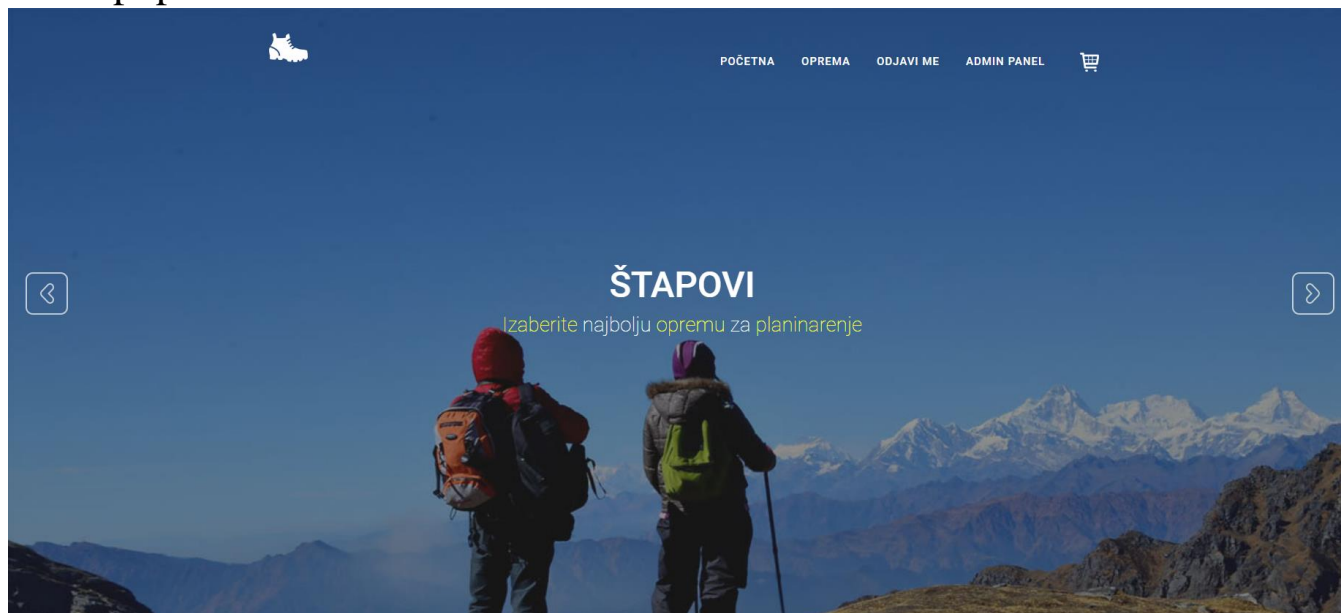 POČETNA OPREMA ODJAVI ME ADMIN PANEL
ŠTAPOVI
Izaberite najbolju opremu za planinarenje